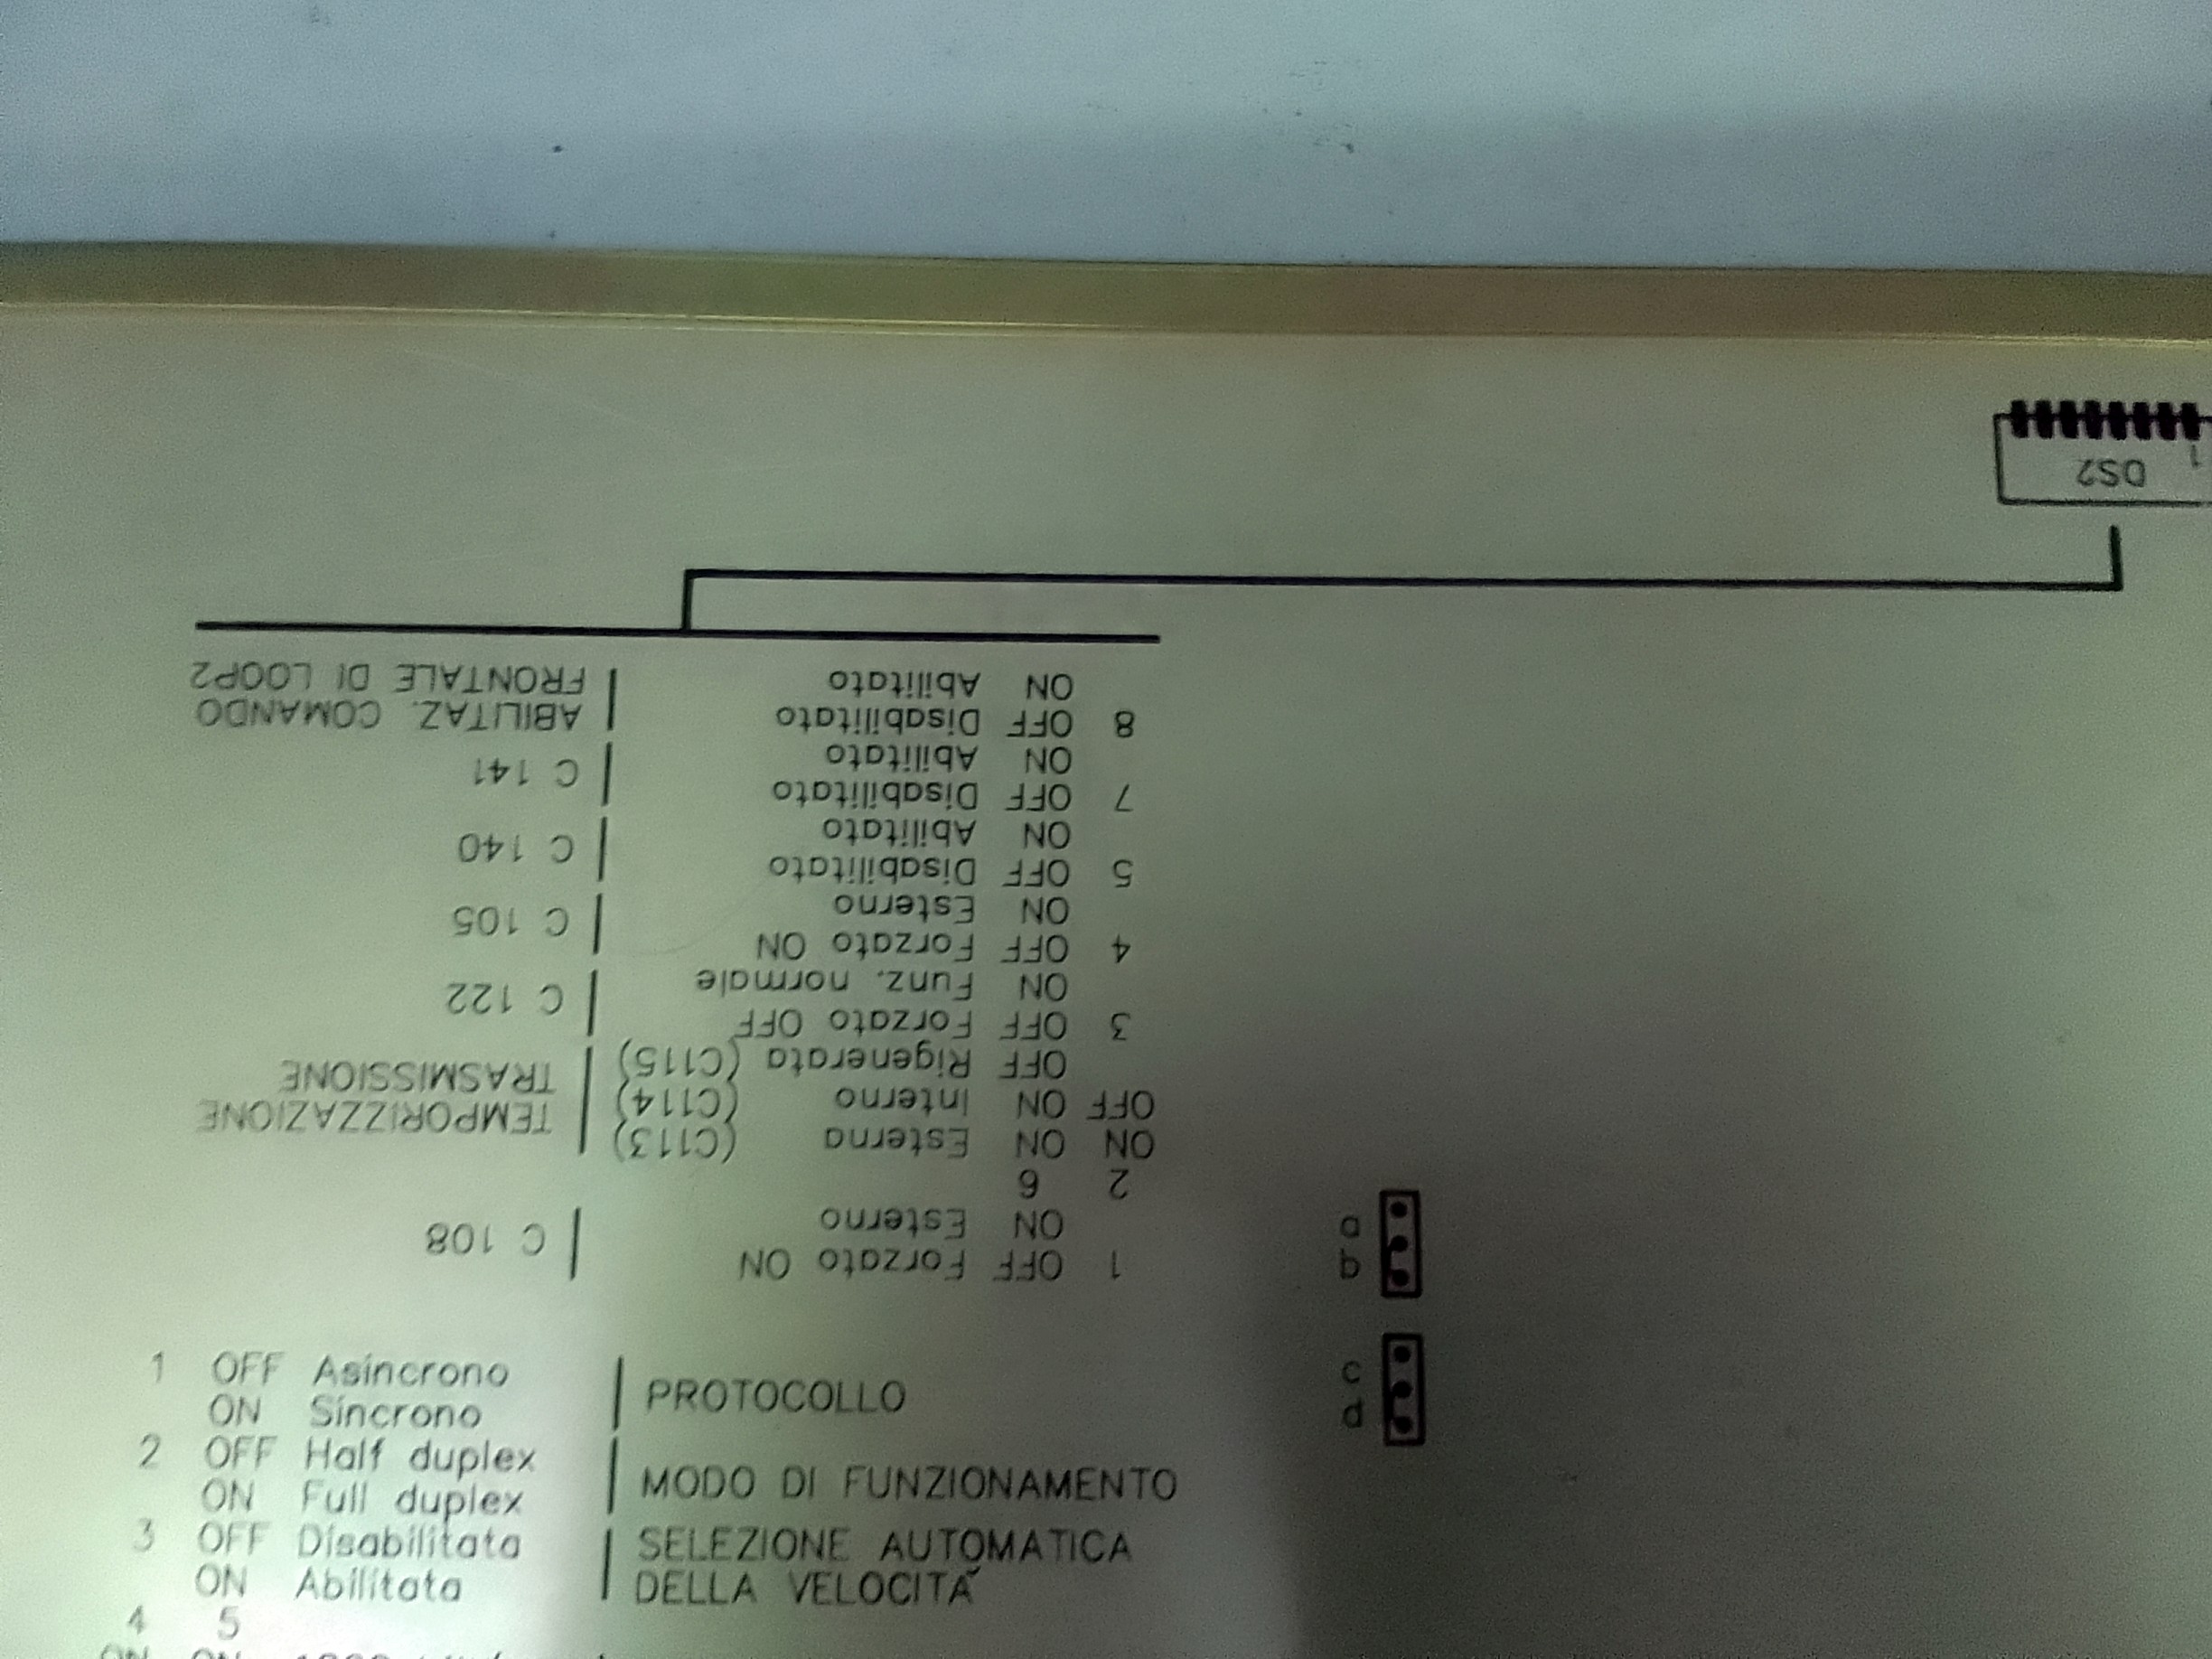 1 OFF Forzato ON | C 108
ON Esterno
2 6
ON ON Esterna (C113) | TEMPORIZZAZIONE
OFF ON Interno (C114) TRASMISSIONE
OFF Rigenerata (C115)
3 OFF Forzato OFF | C 122
ON Funz. normale
4 OFF Forzato ON | C 105
ON Esterno
5 OFF Disabilitato | C 140
ON Abilitato
7 OFF Disabilitato | C 141
ON Abilitato
8 OFF Disabilitato | ABILITAZ. COMANDO
ON Abilitato FRONTALE DI LOOP2
1
DS2
a
b
c
d
1 OFF Asincrono | PROTOCOLLO
ON Sincrono
2 OFF Half duplex | MODO DI FUNZIONAMENTO
ON Full duplex
3 OFF Disabilitata | SELEZIONE AUTOMATICA
ON Abilitata DELLA VELOCITÀ
4 5
ON ON